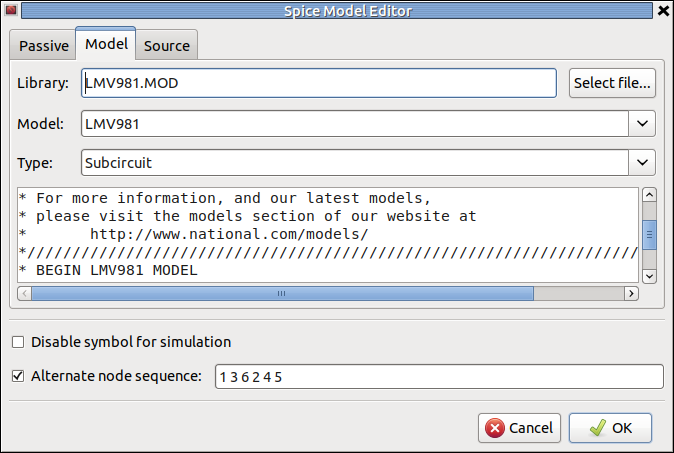 Spice Model Editor
Passive Model Source
Library: LMV981.MOD Select file...
Model: LMV981
Type: Subcircuit
* For more information, and our latest models,
* please visit the models section of our website at
* http://www.national.com/models/
*////////////////////////////////////////////////////////////////////
* BEGIN LMV981 MODEL
Disable symbol for simulation
Alternate node sequence: 1 3 6 2 4 5
Cancel OK